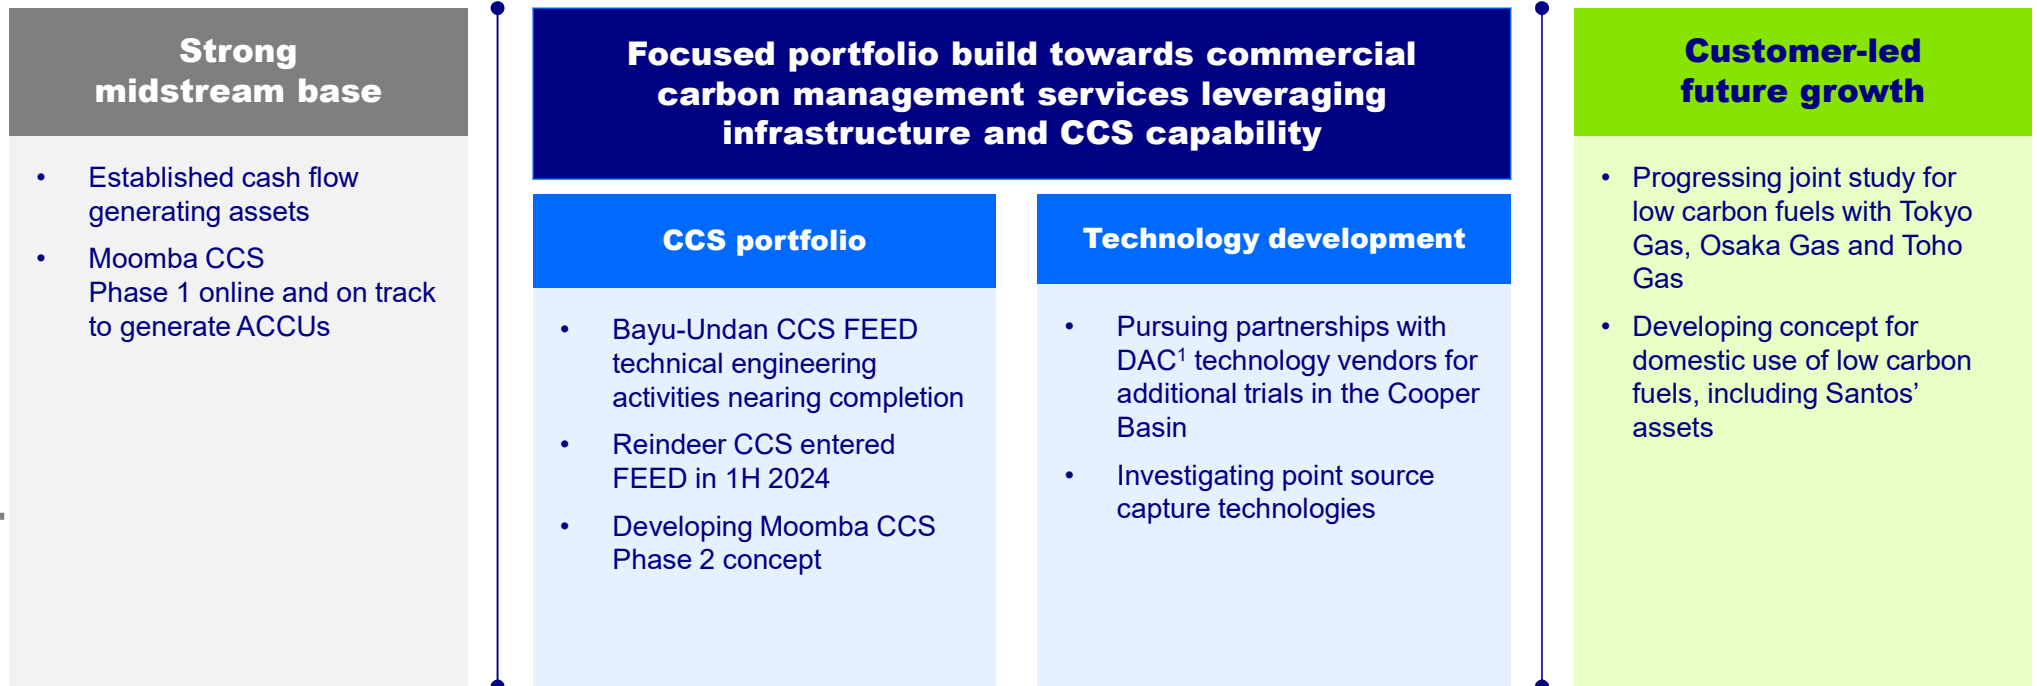 Strong
midstream base
• Established cash flow
generating assets
• Moomba CCS
Phase 1 online and on track
to generate ACCUs
Focused portfolio build towards commercial
carbon management services leveraging
infrastructure and CCS capability
CCS portfolio
• Bayu-Undan CCS FEED
technical engineering
activities nearing completion
• Reindeer CCS entered
FEED in 1H 2024
• Developing Moomba CCS
Phase 2 concept
Technology development
• Pursuing partnerships with
DAC¹ technology vendors for
additional trials in the Cooper
Basin
• Investigating point source
capture technologies
Customer-led
future growth
• Progressing joint study for
low carbon fuels with Tokyo
Gas, Osaka Gas and Toho
Gas
• Developing concept for
domestic use of low carbon
fuels, including Santos’
assets